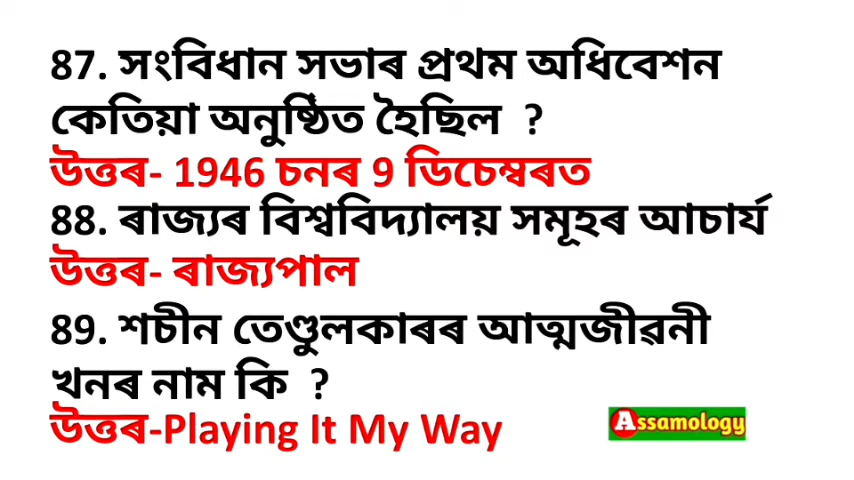 87. সংবিধান সভাৰ প্ৰথম অধিবেশন
কেতিয়া অনুষ্ঠিত হৈছিল ?
উত্তৰ- 1946 চনৰ 9 ডিচেম্বৰত
88. ৰাজ্যৰ বিশ্ববিদ্যালয় সমূহৰ আচাৰ্য
উত্তৰ- ৰাজ্যপাল
89. শচীন তেণ্ডুলকাৰৰ আত্মজীৱনী
খনৰ নাম কি ?
উত্তৰ-Playing It My Way
Assamology